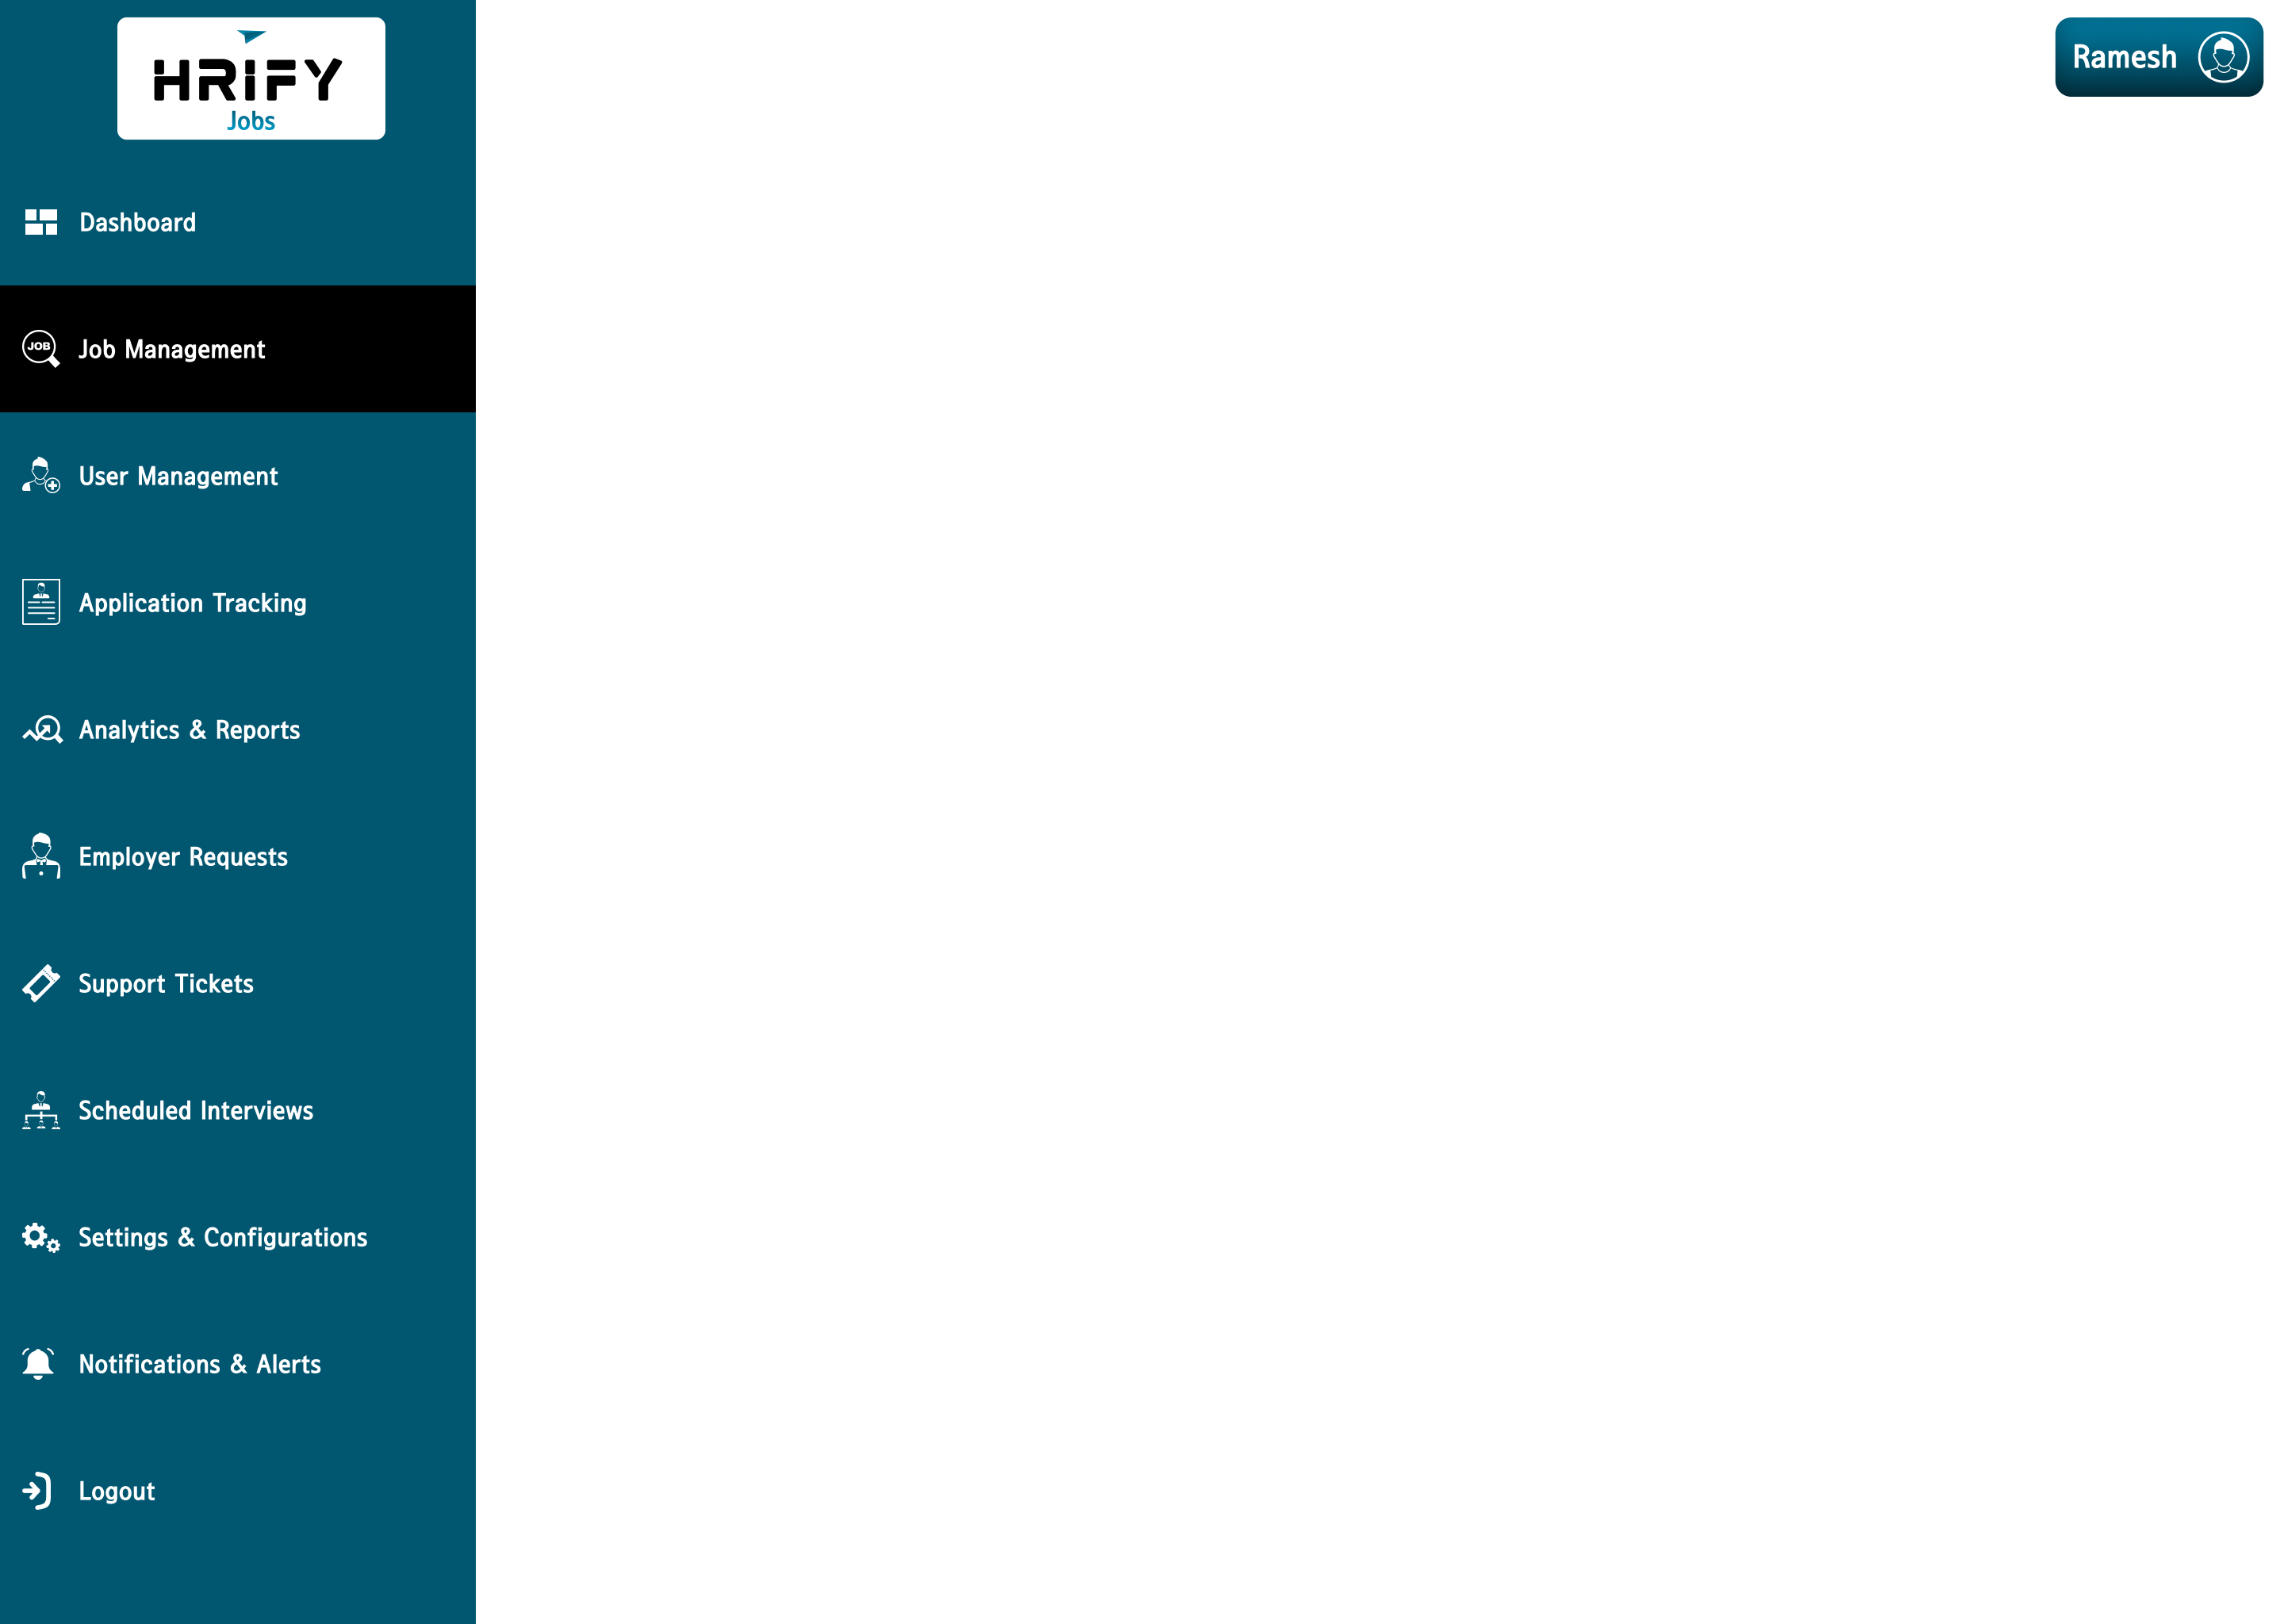 HRIFY
Jobs
Ramesh
Dashboard
JOB
Job Management
User Management
Application Tracking
Analytics & Reports
Employer Requests
Support Tickets
Scheduled Interviews
Settings & Configurations
Notifications & Alerts
Logout